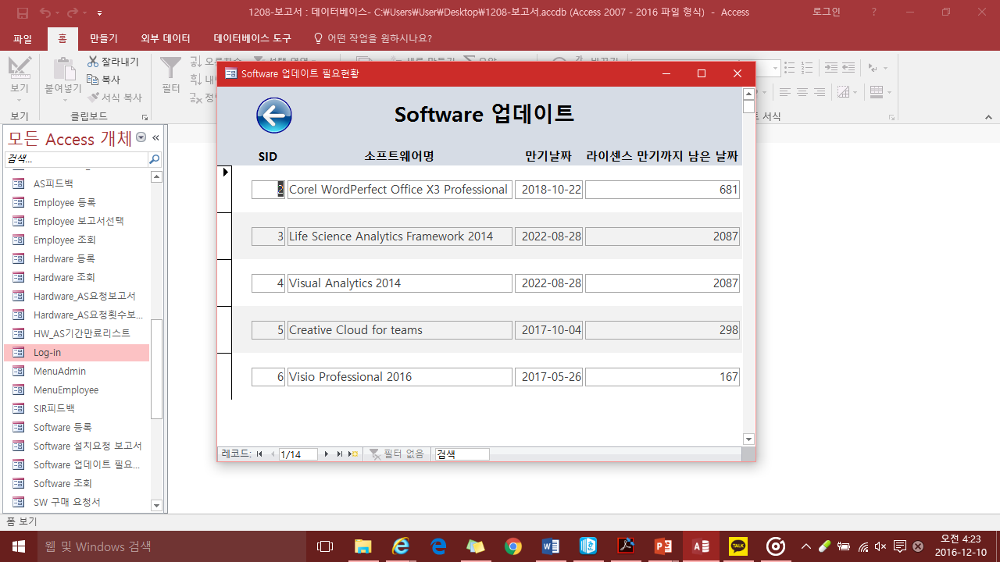 1208-보고서 : 데이터베이스- C:₩Users₩User₩Desktop₩1208-보고서.accdb (Access 2007 - 2016 파일 형식) - Access
로그인
?
파일 홈 만들기 외부 데이터 데이터베이스 도구 어떤 작업을 원하시나요?
보기
붙여넣기
잘라내기
복사
서식 복사
필터
보기
클립보드
서식
Software 업데이트 필요현황
Software 업데이트
SID 소프트웨어명 만기날짜 라이센스 만기까지 남은 날짜
2 Corel WordPerfect Office X3 Professional 2018-10-22 681
3 Life Science Analytics Framework 2014 2022-08-28 2087
4 Visual Analytics 2014 2022-08-28 2087
5 Creative Cloud for teams 2017-10-04 298
6 Visio Professional 2016 2017-05-26 167
레코드: 1/14 필터 없음 검색
모든 Access 개체
검색...
AS피드백
Employee 등록
Employee 보고서선택
Employee 조회
Hardware 등록
Hardware 조회
Hardware_AS요청보고서
Hardware_AS요청횟수보...
HW_AS기간만료리스트
Log-in
MenuAdmin
MenuEmployee
SIR피드백
Software 등록
Software 설치요청 보고서
Software 업데이트 필요...
Software 조회
SW 구매 요청서
폼 보기
웹 및 Windows 검색
TALK
오전 4:23
2016-12-10